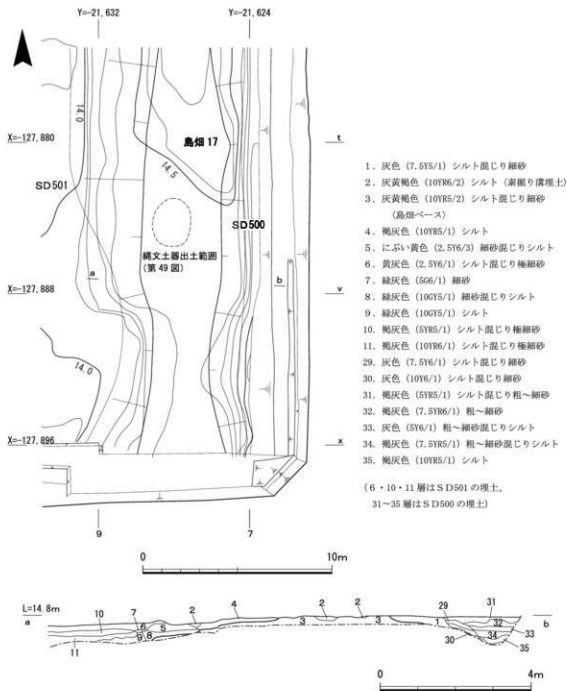 Y=-21,632
Y=-21,624
14.0
X=-127,880
島畑 17
t
14.5
SD501
SD500
縄文土器出土範囲
(第 49 図)
a
b
X=-127,888
v
14.0
X=-127,896
x
9
7
1．灰色 (7.5Y5/1) シルト混じり細砂
2．灰黄褐色 (10YR6/2) シルト（素掘り溝埋土）
3．灰黄褐色 (10YR5/2) シルト混じり細砂
（島畑ベース）
4．褐灰色 (10YR5/1) シルト
5．にぶい黄色 (2.5Y6/3) 細砂混じりシルト
6．黄灰色 (2.5Y6/1) シルト混じり極細砂
7．緑灰色 (5G6/1) 細砂
8．緑灰色 (10GY5/1) 細砂混じりシルト
9．緑灰色 (10GY5/1) シルト
10．褐灰色 (5YR5/1) シルト混じり極細砂
11．褐灰色 (10YR6/1) シルト混じり極細砂
29．灰色 (7.5Y6/1) シルト混じり細砂
30．灰色 (10Y6/1) シルト混じり細砂
31．褐灰色 (5YR5/1) シルト混じり粗～細砂
32．褐灰色 (7.5YR6/1) 粗～細砂
33．灰色 (5Y6/1) 粗～細砂混じりシルト
34．褐灰色 (7.5YR5/1) 粗～細砂混じりシルト
35．褐灰色 (10YR5/1) シルト
(６・10・11 層はＳＤ501 の埋土、
31～35 層はＳＤ500 の埋土)
0
10m
L=14.8m
a
10
7
6
5
9
8
11
2
4
3
2
2
3
1
29
30
31
32
33
34
35
b
0
4m